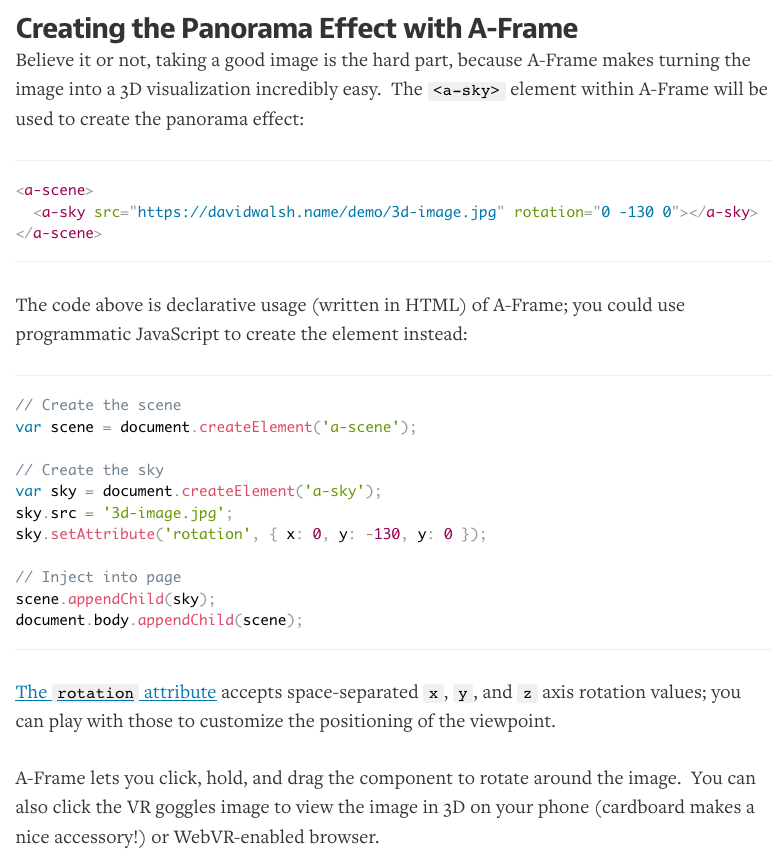 Creating the Panorama Effect with A-Frame
Believe it or not, taking a good image is the hard part, because A-Frame makes turning the
image into a 3D visualization incredibly easy.  The <a-sky> element within A-Frame will be
used to create the panorama effect:
<a-scene>
  <a-sky src="https://davidwalsh.name/demo/3d-image.jpg" rotation="0 -130 0"></a-sky>
</a-scene>
The code above is declarative usage (written in HTML) of A-Frame; you could use
programmatic JavaScript to create the element instead:
// Create the scene
var scene = document.createElement('a-scene');
// Create the sky
var sky = document.createElement('a-sky');
sky.src = '3d-image.jpg';
sky.setAttribute('rotation', { x: 0, y: -130, y: 0 });
// Inject into page
scene.appendChild(sky);
document.body.appendChild(scene);
The rotation attribute accepts space-separated x, y, and z axis rotation values; you
can play with those to customize the positioning of the viewpoint.
A-Frame lets you click, hold, and drag the component to rotate around the image.  You can
also click the VR goggles image to view the image in 3D on your phone (cardboard makes a
nice accessory!) or WebVR-enabled browser.